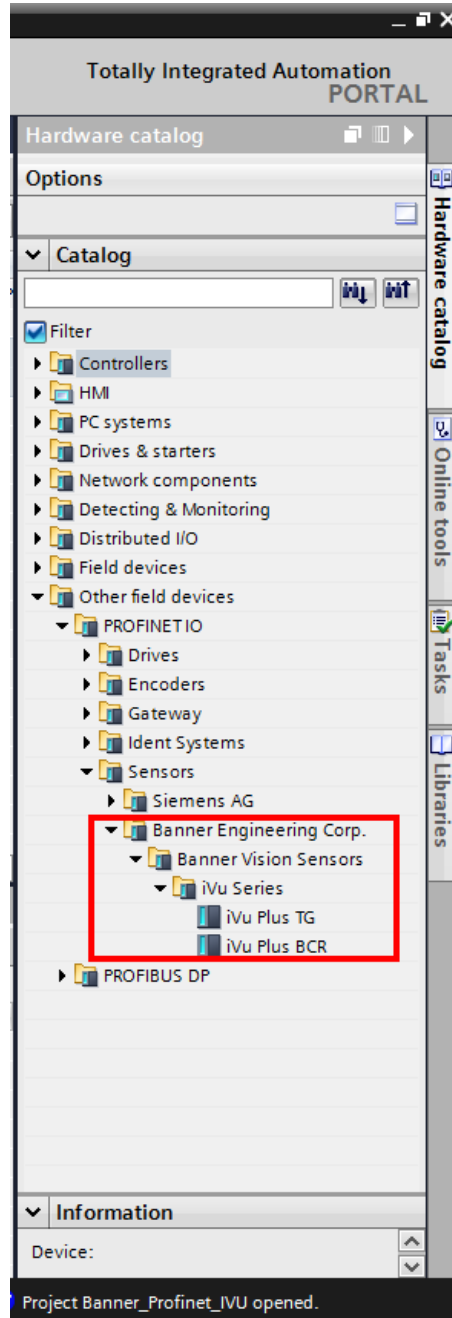 Totally Integrated Automation
PORTAL
Hardware catalog
Options
Catalog
Filter
Controllers
HMI
PC systems
Drives & starters
Network components
Detecting & Monitoring
Distributed I/O
Field devices
Other field devices
PROFINET IO
Drives
Encoders
Gateway
Ident Systems
Sensors
Siemens AG
Banner Engineering Corp.
Banner Vision Sensors
iVu Series
iVu Plus TG
iVu Plus BCR
PROFIBUS DP
Information
Device:
Project Banner_Profinet_IVU opened.
Hardware catalog
Online tools
Tasks
Libraries